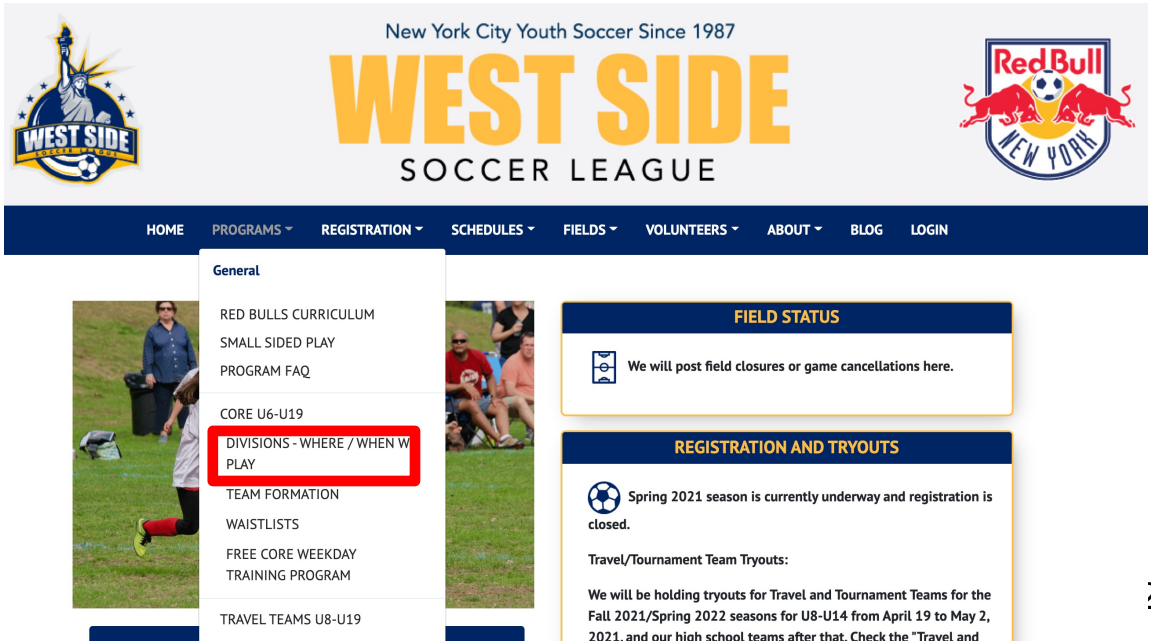 New York City Youth Soccer Since 1987
WEST SIDE
SOCCER LEAGUE
WEST SIDE
SOCCER LEAGUE
Red Bull
NEW YORK
HOME PROGRAMS REGISTRATION SCHEDULES FIELDS VOLUNTEERS ABOUT BLOG LOGIN
General
RED BULLS CURRICULUM
SMALL SIDED PLAY
PROGRAM FAQ
CORE U6-U19
DIVISIONS - WHERE / WHEN W
PLAY
TEAM FORMATION
WAISTLISTS
FREE CORE WEEKDAY
TRAINING PROGRAM
TRAVEL TEAMS U8-U19
FIELD STATUS
We will post field closures or game cancellations here.
REGISTRATION AND TRYOUTS
Spring 2021 season is currently underway and registration is
closed.
Travel/Tournament Team Tryouts:
We will be holding tryouts for Travel and Tournament Teams for the
Fall 2021/Spring 2022 seasons for U8-U14 from April 19 to May 2,
2021, and our high school teams after that. Check the "Travel and